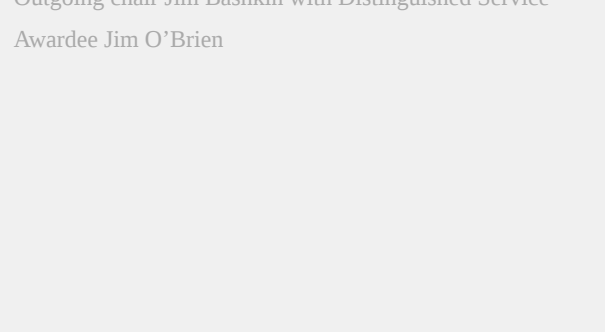 Outgoing chair Jim Bashkin with Distinguished Service
Awardee Jim O’Brien